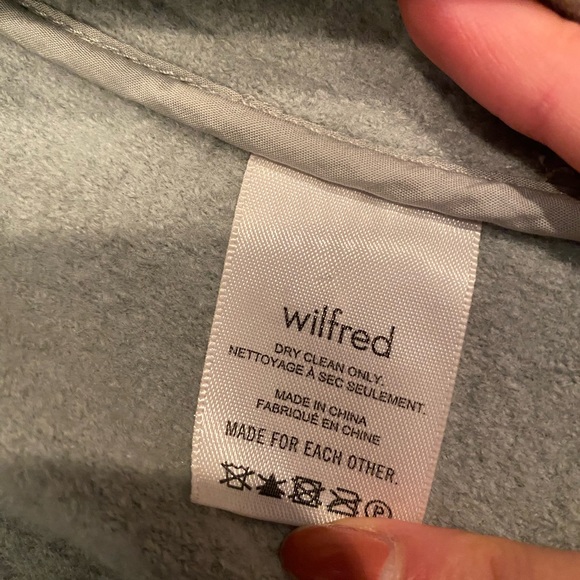 wilfred
DRY CLEAN ONLY.
NETTOYAGE À SEC SEULEMENT.
MADE IN CHINA
FABRIQUÉ EN CHINE
MADE FOR EACH OTHER.
P